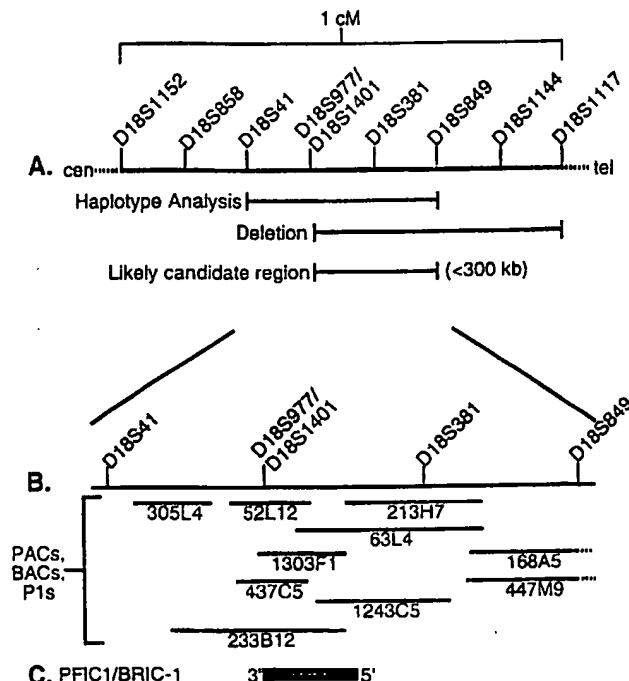 1 cM
D18S1152
D18S858
D18S41
D18S977/
D18S1401
D18S381
D18S849
D18S1144
D18S1117
A. cen tel
Haplotype Analysis
Deletion
Likely candidate region (<300 kb)
D18S41
D18S977/
D18S1401
D18S381
D18S849
B.
305L4 52L12 213H7
63L4
PACs,
BACs,
P1s
1303F1 168A5
437C5 447M9
1243C5
233B12
C. PFIC1/BRIC-1 3' 5'